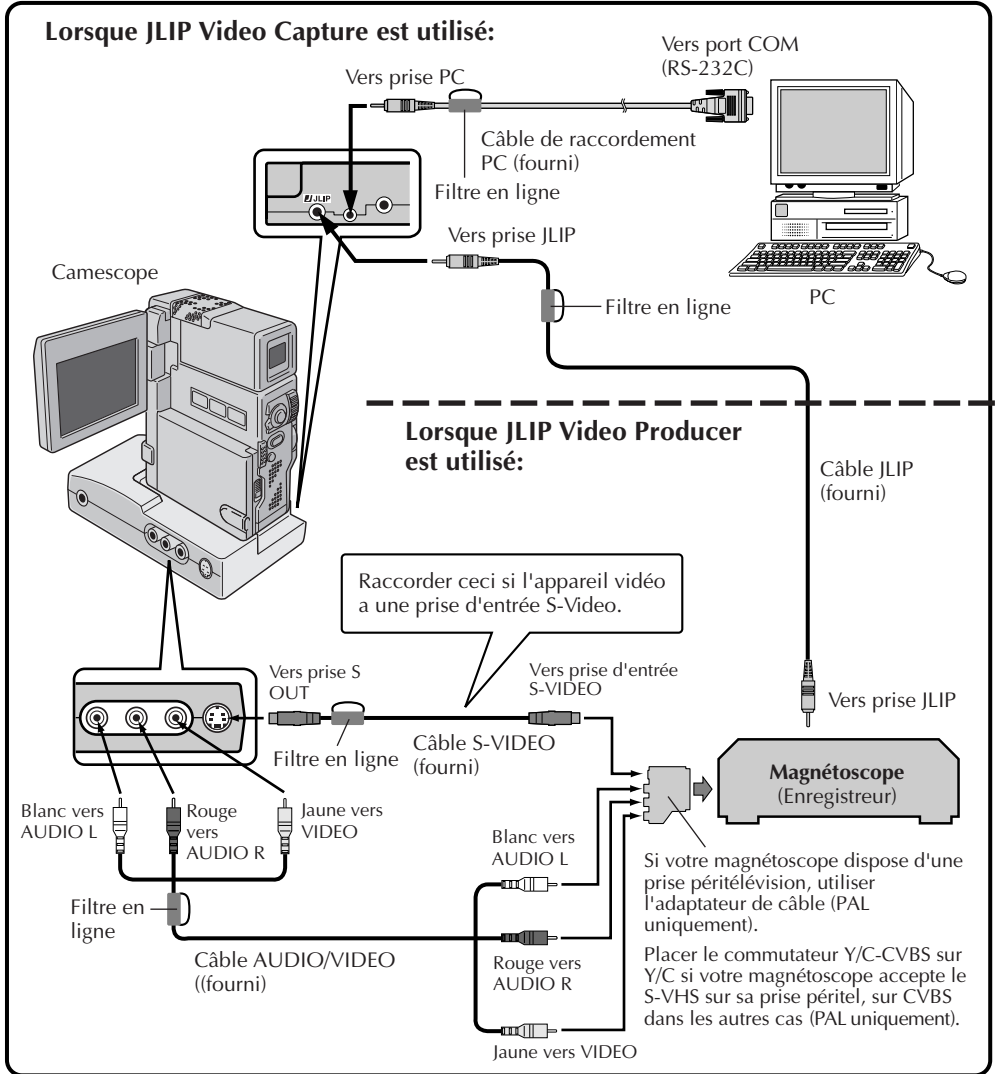 Lorsque JLIP Video Capture est utilisé:
Vers port COM
(RS-232C)
Vers prise PC
Câble de raccordement
PC (fourni)
Filtre en ligne
JLIP
Vers prise JLIP
Camescope
Filtre en ligne
PC
Lorsque JLIP Video Producer
est utilisé:
Câble JLIP
(fourni)
Raccorder ceci si l'appareil vidéo
a une prise d'entrée S-Video.
Vers prise S
OUT
Vers prise d'entrée
S-VIDEO
Vers prise JLIP
Filtre en ligne
Câble S-VIDEO
(fourni)
Magnétoscope
(Enregistreur)
Blanc vers
AUDIO L
Rouge
vers
AUDIO R
Jaune vers
VIDEO
Blanc vers
AUDIO L
Si votre magnétoscope dispose d'une
prise péritélévision, utiliser
l'adaptateur de câble (PAL
uniquement).
Filtre en
ligne
Câble AUDIO/VIDEO
((fourni)
Rouge vers
AUDIO R
Placer le commutateur Y/C-CVBS sur
Y/C si votre magnétoscope accepte le
S-VHS sur sa prise péritel, sur CVBS
dans les autres cas (PAL uniquement).
Jaune vers VIDEO